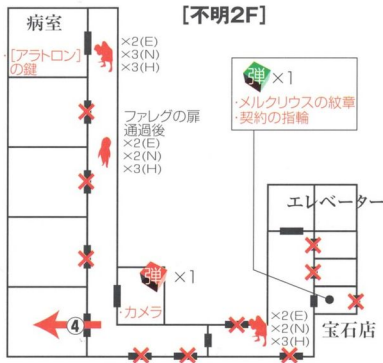 [不明2F]
病室
[アラトロン]
の鍵
×2(E)
×3(N)
×3(H)
ファレグの扉
通過後
×2(E)
×2(N)
×3(H)
弾×1
・メルクリウスの紋章
・契約の指輪
エレベーター
弾×1
・カメラ
④
×2(E)
×2(N)
×3(H)
宝石店